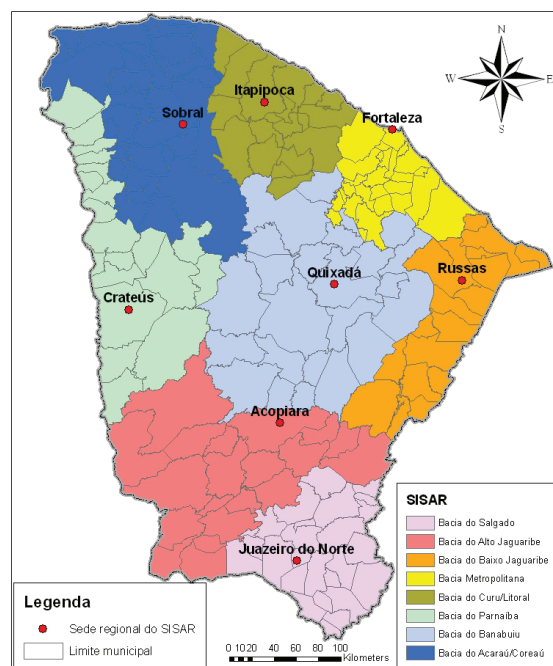 N
W
E
S
Itapipoca
Sobral
Fortaleza
Quixadá
Russas
Crateús
Acopiara
Juazeiro do Norte
SISAR
Bacia do Salgado
Bacia do Alto Jaguaribe
Bacia do Baixo Jaguaribe
Bacia Metropolitana
Bacia do Curu/Litoral
Bacia do Parnaíba
Bacia do Banabuiu
Bacia do Acaraú/Coreaú
Legenda
Sede regional do SISAR
Limite municipal
0 10 20 40 60 80 100
Kilometers